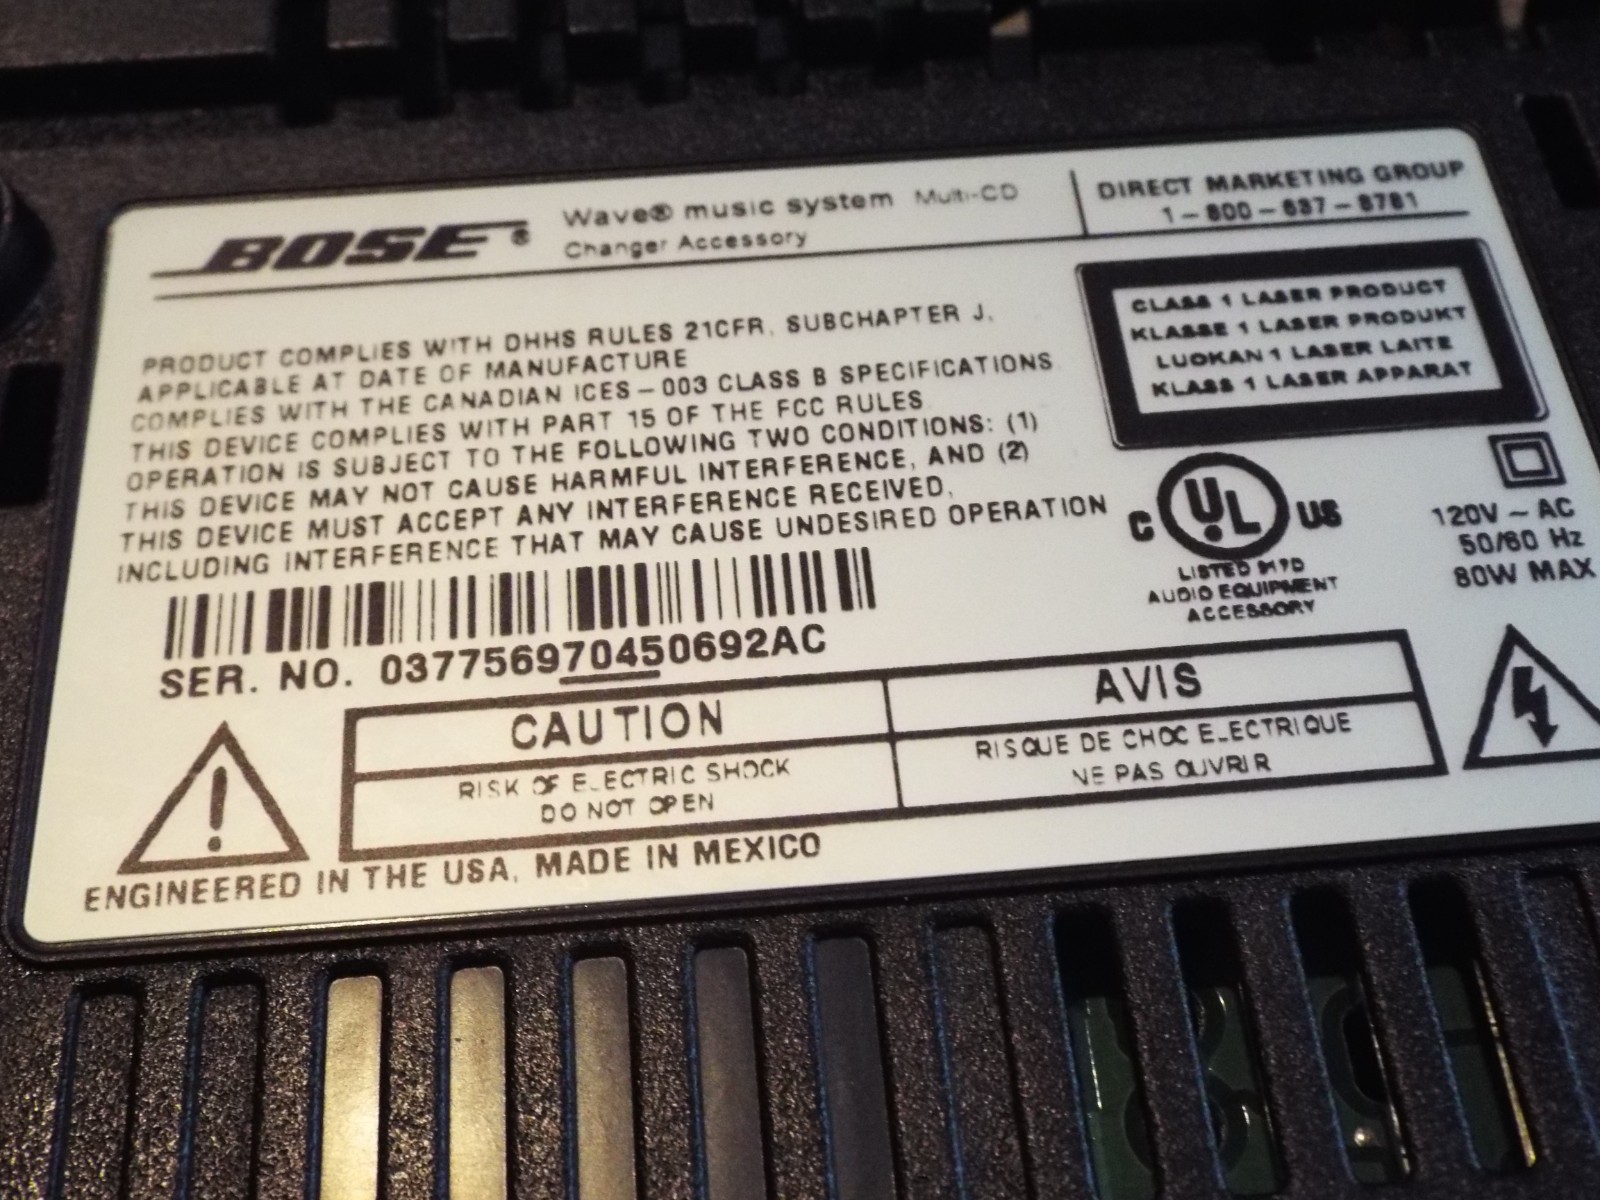 BOSE®
Wave® music system Multi-CD
Changer Accessory
DIRECT MARKETING GROUP
1-800-637-8781
PRODUCT COMPLIES WITH DHHS RULES 21CFR, SUBCHAPTER J,
APPLICABLE AT DATE OF MANUFACTURE
COMPLIES WITH THE CANADIAN ICES-003 CLASS B SPECIFICATIONS
THIS DEVICE COMPLIES WITH PART 15 OF THE FCC RULES
OPERATION IS SUBJECT TO THE FOLLOWING TWO CONDITIONS: (1)
THIS DEVICE MAY NOT CAUSE HARMFUL INTERFERENCE, AND (2)
THIS DEVICE MUST ACCEPT ANY INTERFERENCE RECEIVED,
INCLUDING INTERFERENCE THAT MAY CAUSE UNDESIRED OPERATION
CLASS 1 LASER PRODUCT
KLASSE 1 LASER PRODUKT
LUOKAN 1 LASER LAITE
KLASS 1 LASER APPARAT
C UL US
LISTED
AUDIO EQUIPMENT
ACCESSORY
120V ~ AC
50/60 Hz
80W MAX
SER. NO. 037756970450692AC
CAUTION
RISK OF ELECTRIC SHOCK
DO NOT OPEN
AVIS
RISQUE DE CHOC ELECTRIQUE
NE PAS OUVRIR
ENGINEERED IN THE USA, MADE IN MEXICO